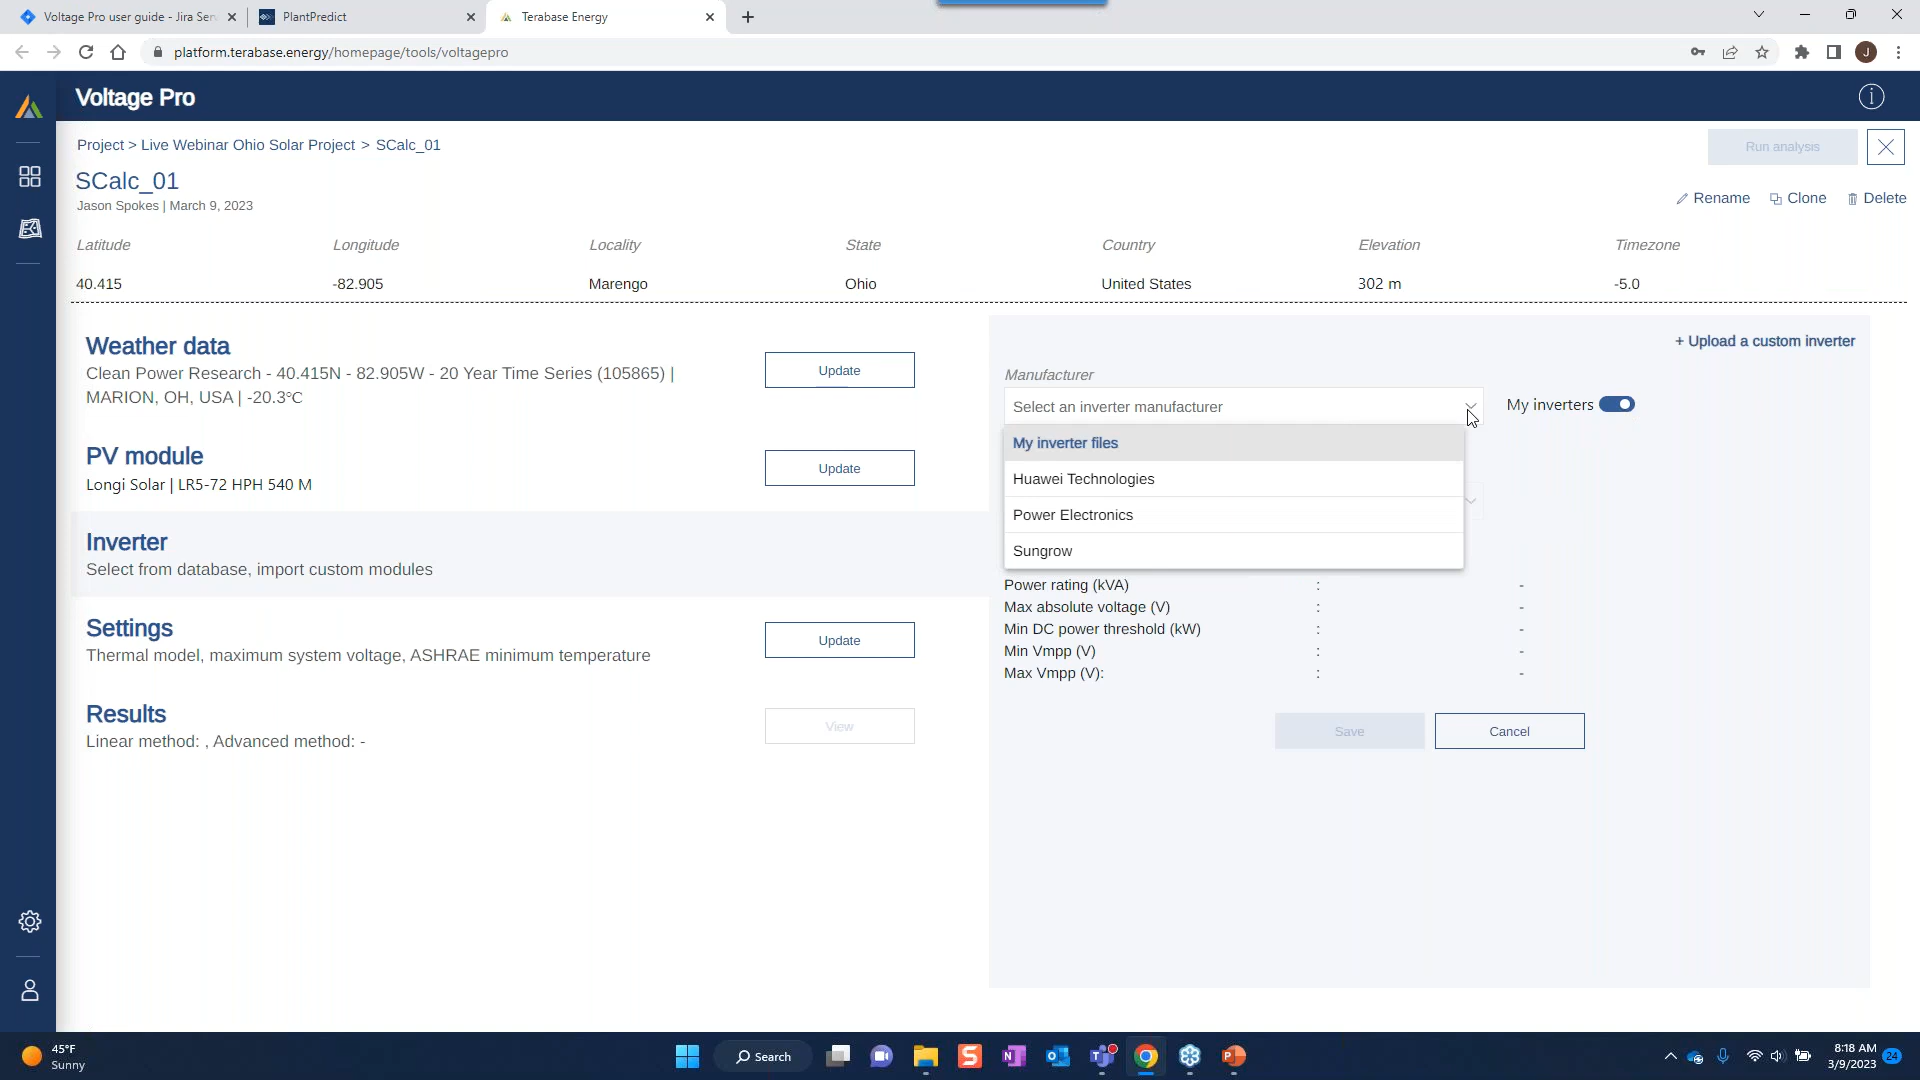 Voltage Pro user guide - Jira Ser
PlantPredict
Terabase Energy
platform.terabase.energy/homepage/tools/voltagepro
J
Voltage Pro
Project > Live Webinar Ohio Solar Project > SCalc_01
Run analysis
SCalc_01
Jason Spokes | March 9, 2023
Rename
Clone
Delete
Latitude
Longitude
Locality
State
Country
Elevation
Timezone
40.415
-82.905
Marengo
Ohio
United States
302 m
-5.0
Weather data
Clean Power Research - 40.415N - 82.905W - 20 Year Time Series (105865) |
MARION, OH, USA | -20.3°C
Update
PV module
Longi Solar | LR5-72 HPH 540 M
Update
Inverter
Select from database, import custom modules
Settings
Thermal model, maximum system voltage, ASHRAE minimum temperature
Update
Results
Linear method: , Advanced method: -
View
+ Upload a custom inverter
Manufacturer
Select an inverter manufacturer
My inverters
My inverter files
Huawei Technologies
Power Electronics
Sungrow
Power rating (kVA) : -
Max absolute voltage (V) : -
Min DC power threshold (kW) : -
Min Vmpp (V) : -
Max Vmpp (V): : -
Save
Cancel
45°F
Sunny
Search
8:18 AM
3/9/2023
24